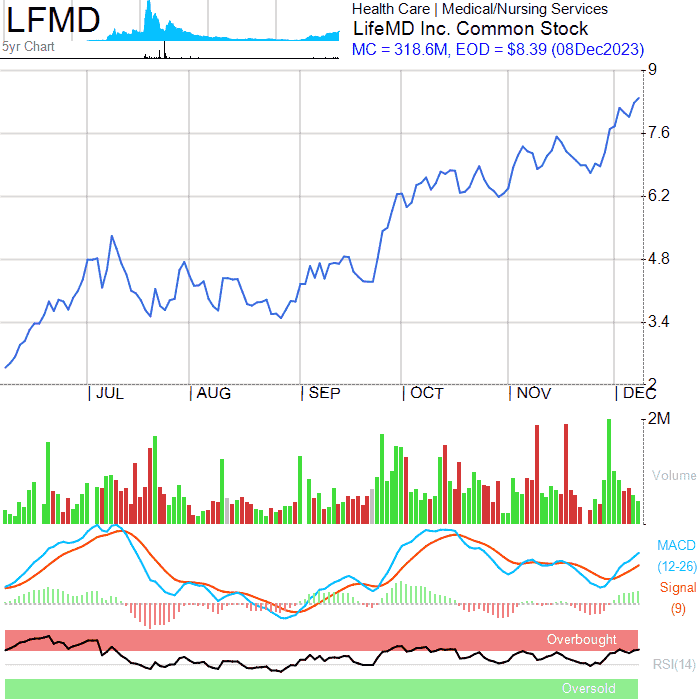 LFMD
5yr Chart
Health Care | Medical/Nursing Services
LifeMD Inc. Common Stock
MC = 318.6M, EOD = $8.39 (08Dec2023)
9
7.6
6.2
4.8
3.4
2
JUL AUG SEP OCT NOV DEC
2M
Volume
MACD
(12-26)
Signal
(9)
Overbought
RSI(14)
Oversold